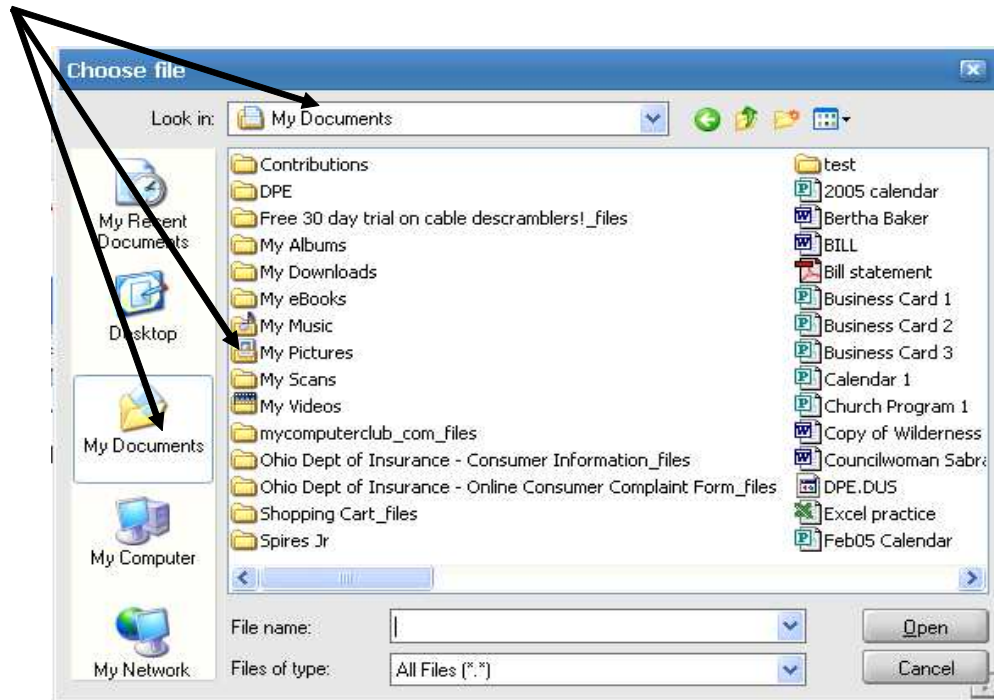 Choose file
Look in:
My Documents
My Recent
Documents
Desktop
My Documents
My Computer
My Network
Contributions
DPE
Free 30 day trial on cable descramblers!_files
My Albums
My Downloads
My eBooks
My Music
My Pictures
My Scans
My Videos
mycomputerclub_com_files
Ohio Dept of Insurance - Consumer Information_files
Ohio Dept of Insurance - Online Consumer Complaint Form_files
Shopping Cart_files
Spires Jr
test
2005 calendar
Bertha Baker
BILL
Bill statement
Business Card 1
Business Card 2
Business Card 3
Calendar 1
Church Program 1
Copy of Wilderness
Councilwoman Sabra
DPE.DUS
Excel practice
Feb05 Calendar
File name:
Open
Files of type:
All Files (*.*)
Cancel